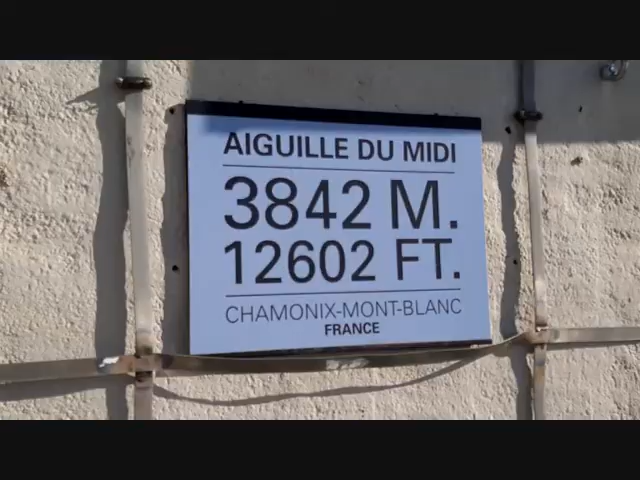 AIGUILLE DU MIDI
3842 M.
12602 FT.
CHAMONIX-MONT-BLANC
FRANCE